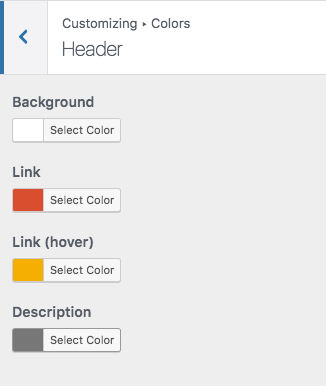 Customizing ▸ Colors
Header
Background
Select Color
Link
Select Color
Link (hover)
Select Color
Description
Select Color